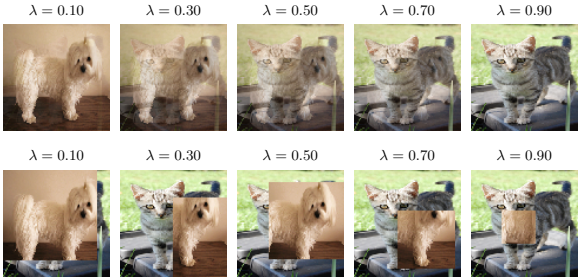 λ = 0.10 λ = 0.30 λ = 0.50 λ = 0.70 λ = 0.90
λ = 0.10 λ = 0.30 λ = 0.50 λ = 0.70 λ = 0.90